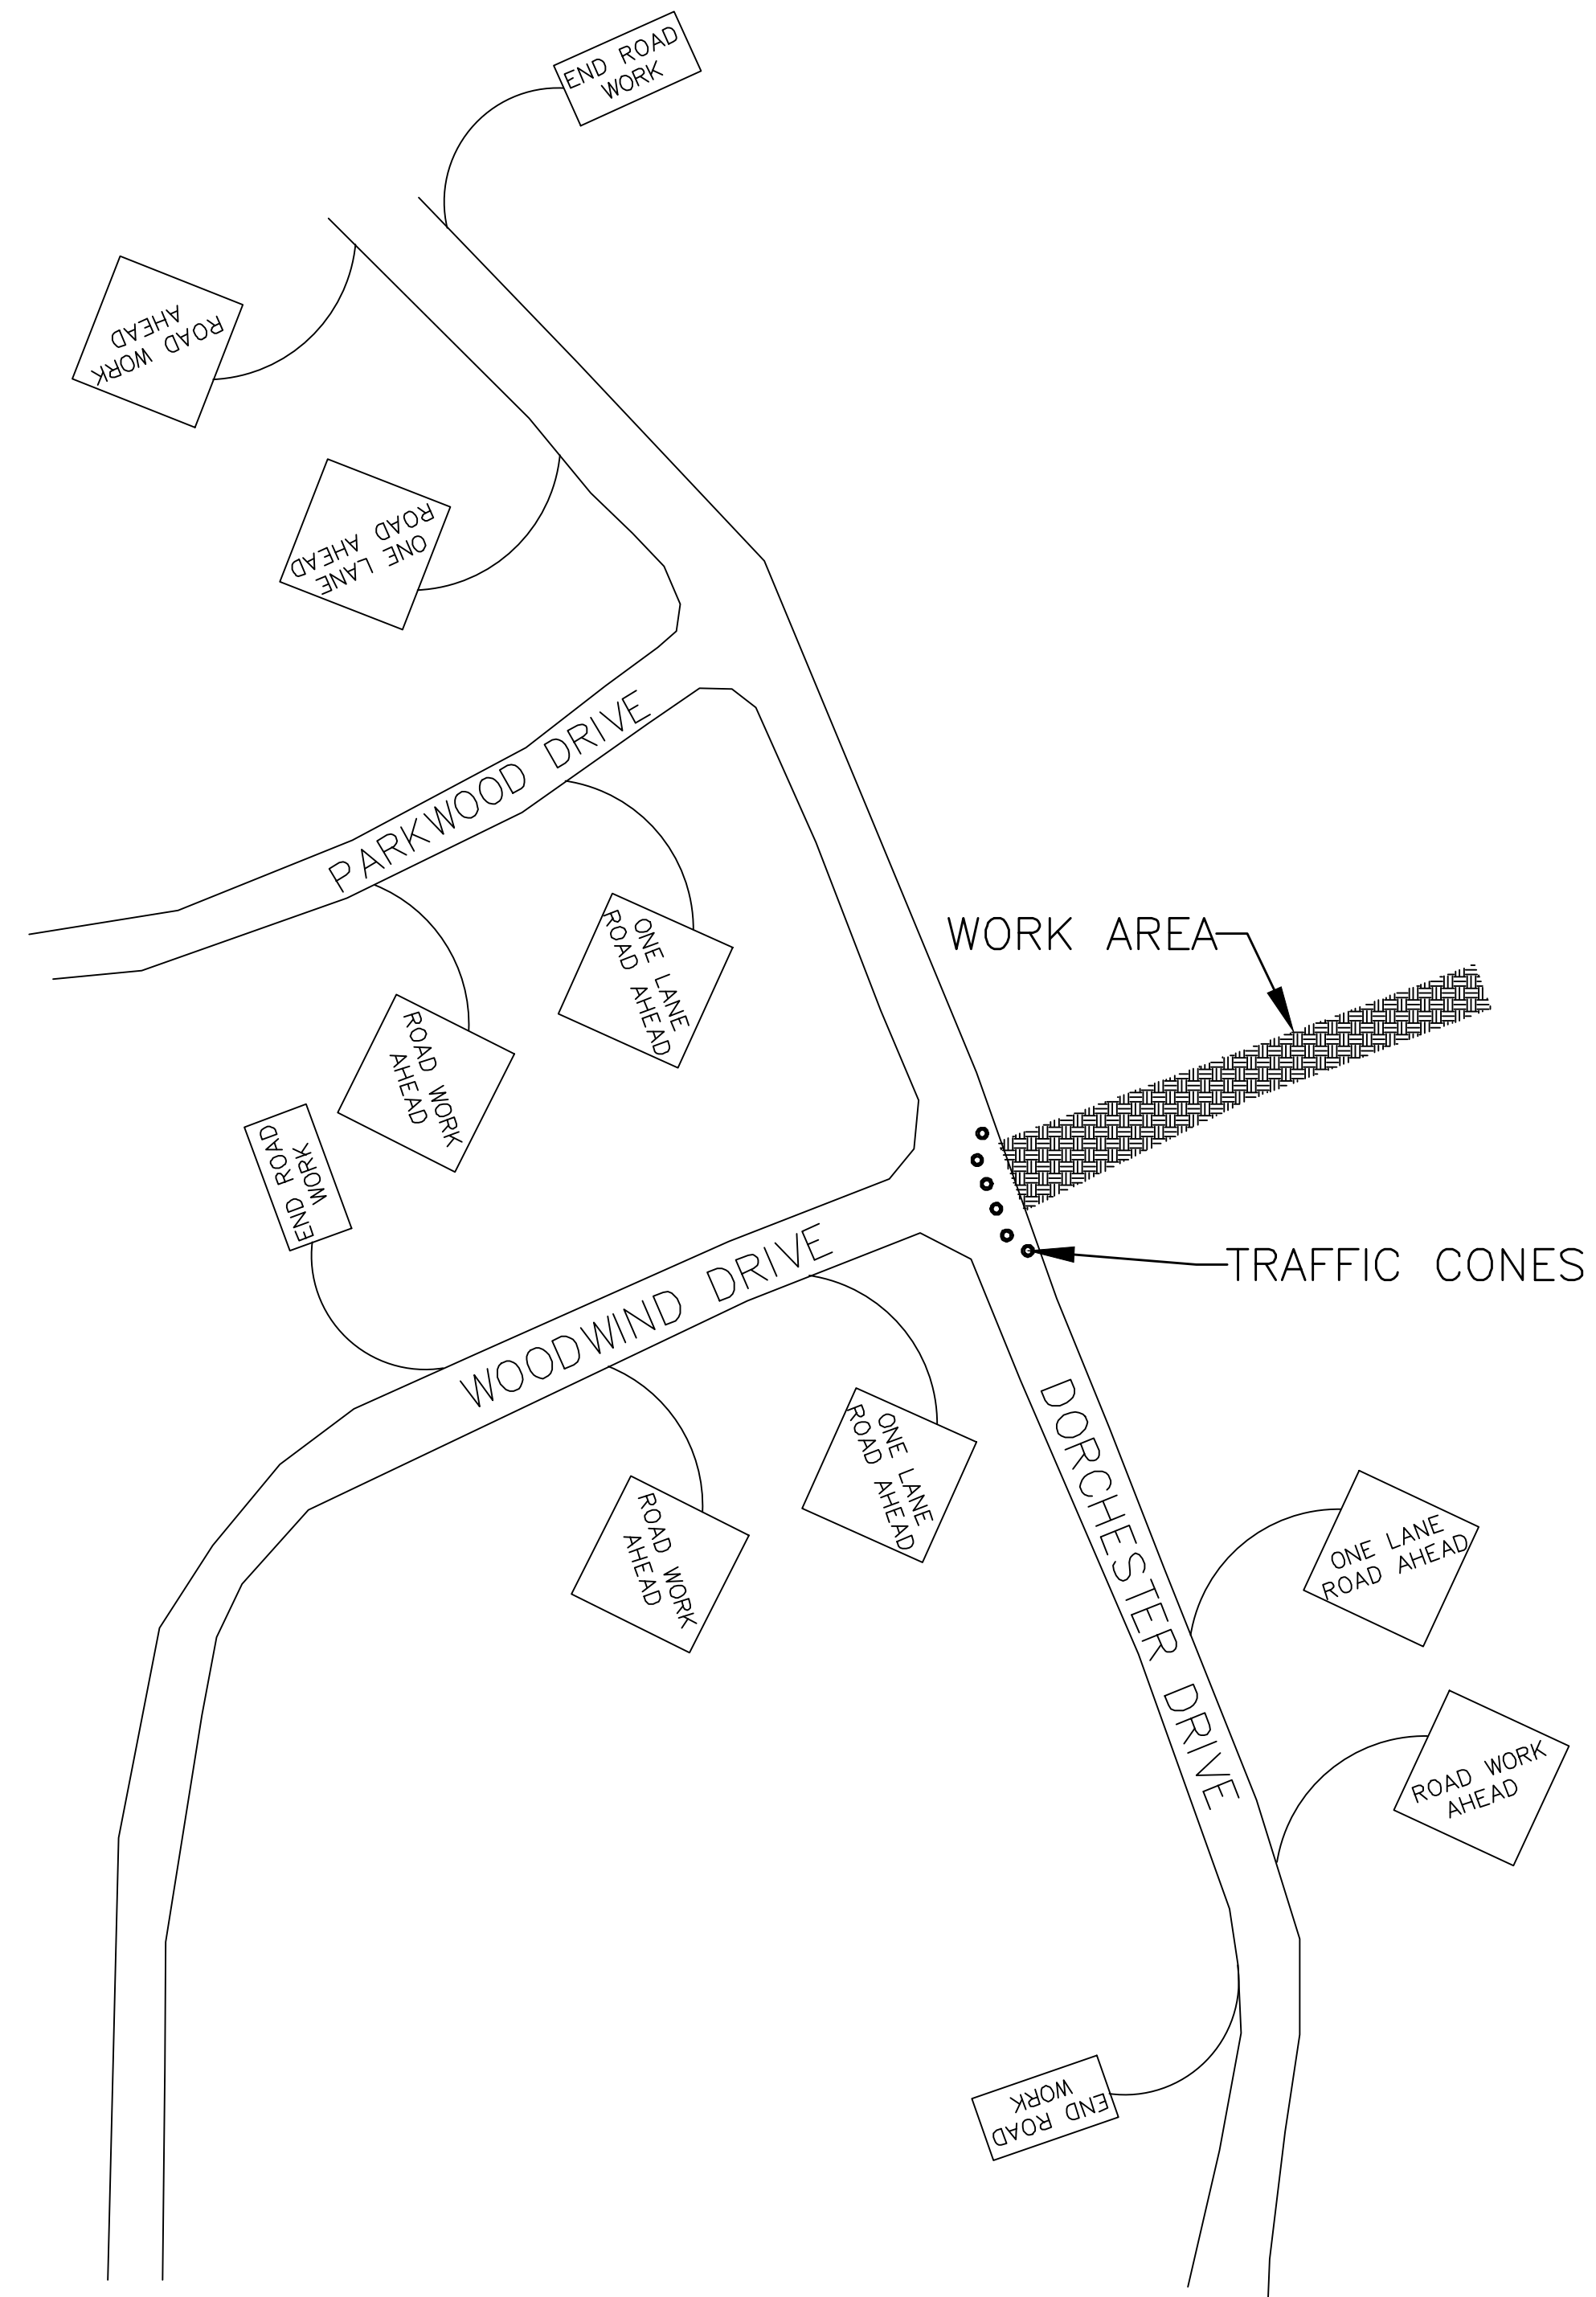 END ROAD
WORK
ROAD WORK
AHEAD
ONE LANE
ROAD AHEAD
PARKWOOD DRIVE
ONE LANE
ROAD AHEAD
WORK AREA
ROAD WORK
AHEAD
END ROAD
WORK
WOODWIND DRIVE
TRAFFIC CONES
ONE LANE
ROAD AHEAD
ROAD WORK
AHEAD
DORCHESTER DRIVE
ONE LANE
ROAD AHEAD
ROAD WORK
AHEAD
END ROAD
WORK